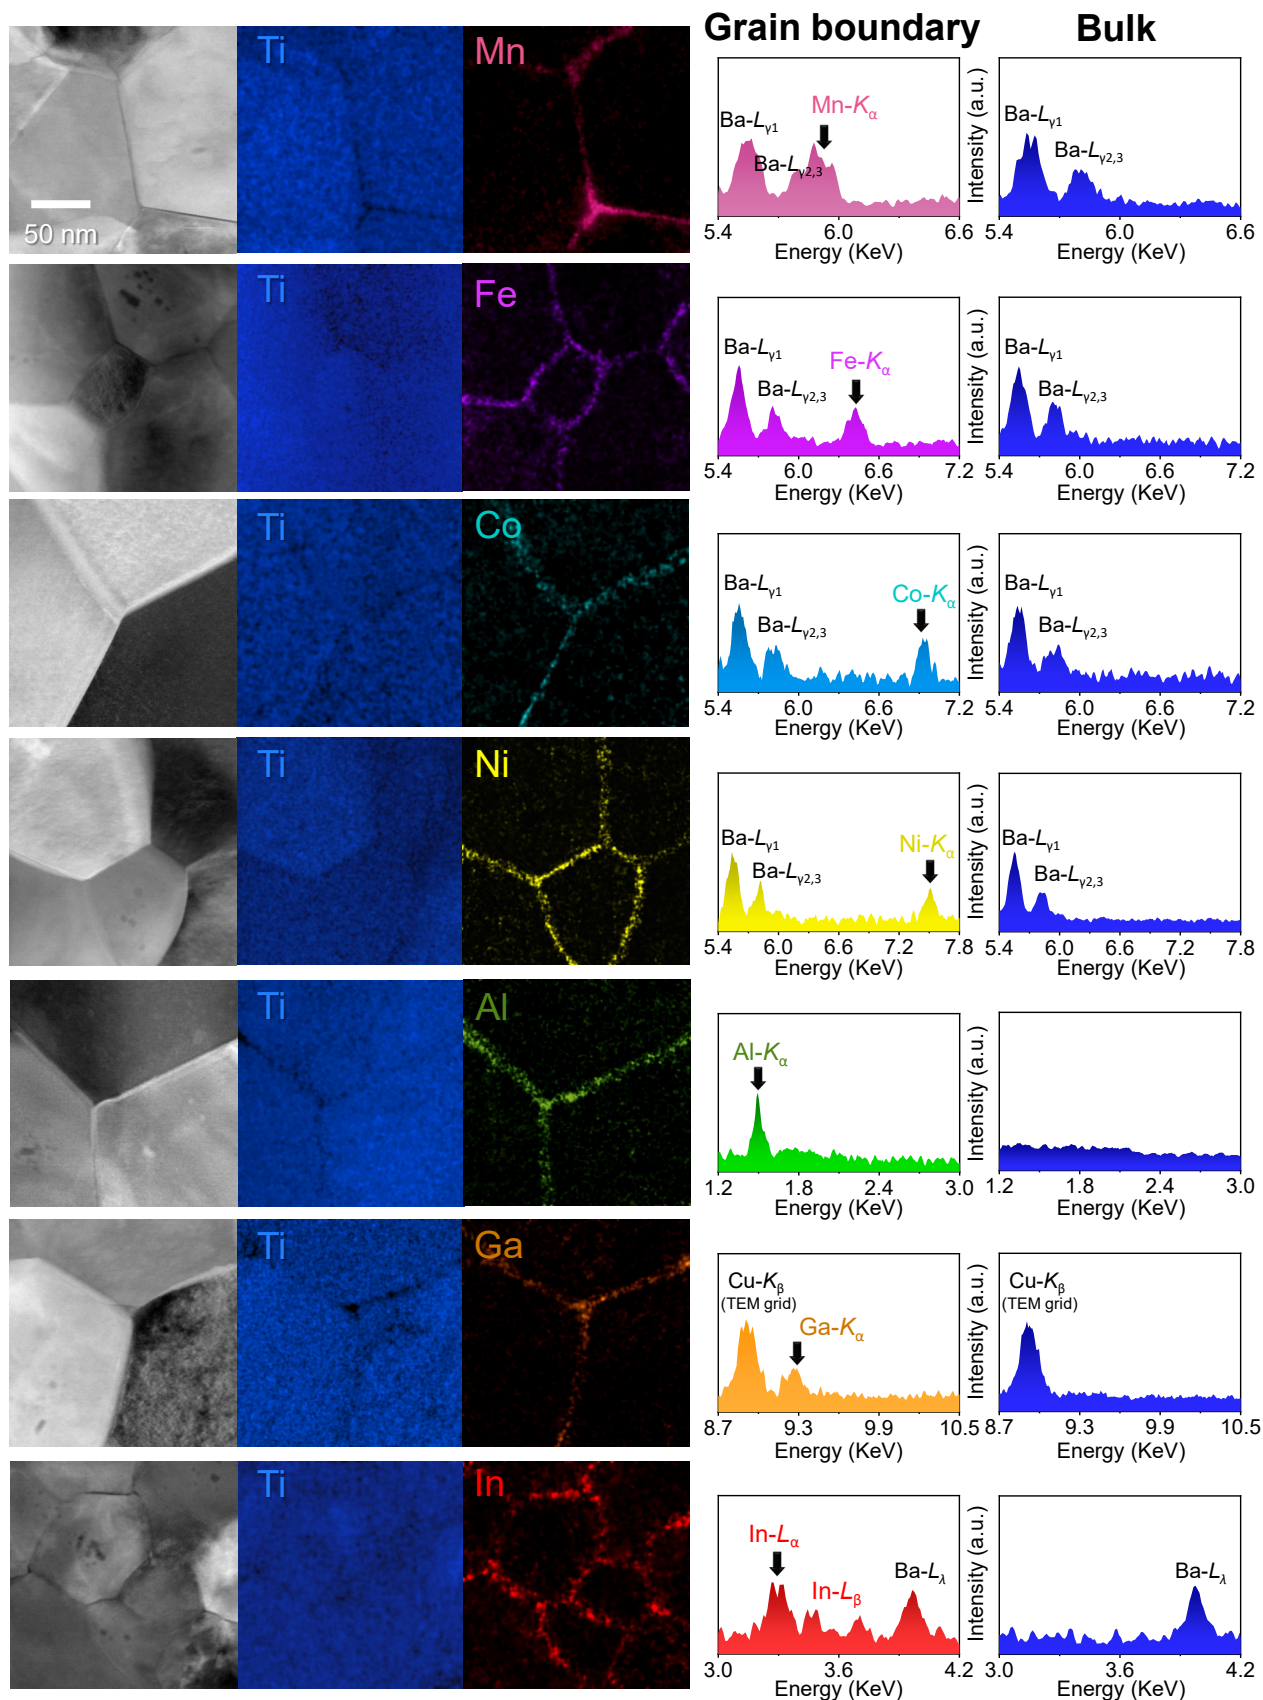 Grain boundary
Bulk
Ti
Mn
50 nm
Ba-Lγ1
Ba-Lγ2,3
Mn-Kα
5.4
6.0
6.6
Energy (KeV)
Intensity (a.u.)
Ba-Lγ1
Ba-Lγ2,3
5.4
6.0
6.6
Energy (KeV)
Ti
Fe
Ba-Lγ1
Ba-Lγ2,3
Fe-Kα
5.4
6.0
6.6
7.2
Energy (KeV)
Intensity (a.u.)
Ba-Lγ1
Ba-Lγ2,3
5.4
6.0
6.6
7.2
Energy (KeV)
Ti
Co
Ba-Lγ1
Ba-Lγ2,3
Co-Kα
5.4
6.0
6.6
7.2
Energy (KeV)
Intensity (a.u.)
Ba-Lγ1
Ba-Lγ2,3
5.4
6.0
6.6
7.2
Energy (KeV)
Ti
Ni
Ba-Lγ1
Ba-Lγ2,3
Ni-Kα
5.4
6.0
6.6
7.2
7.8
Energy (KeV)
Intensity (a.u.)
Ba-Lγ1
Ba-Lγ2,3
5.4
6.0
6.6
7.2
7.8
Energy (KeV)
Ti
Al
Al-Kα
1.2
1.8
2.4
3.0
Energy (KeV)
Intensity (a.u.)
1.2
1.8
2.4
3.0
Energy (KeV)
Ti
Ga
Cu-Kβ
(TEM grid)
Ga-Kα
8.7
9.3
9.9
10.5
Energy (KeV)
Intensity (a.u.)
Cu-Kβ
(TEM grid)
8.7
9.3
9.9
10.5
Energy (KeV)
Ti
In
In-Lα
In-Lβ
Ba-Lλ
3.0
3.6
4.2
Energy (KeV)
Intensity (a.u.)
Ba-Lλ
3.0
3.6
4.2
Energy (KeV)